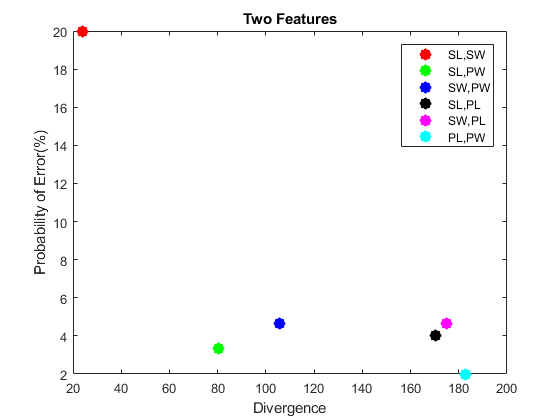 Two Features
SL,SW
SL,PW
SW,PW
SL,PL
SW,PL
PL,PW
Probability of Error(%)
20
18
16
14
12
10
8
6
4
2
20 40 60 80 100 120 140 160 180 200
Divergence